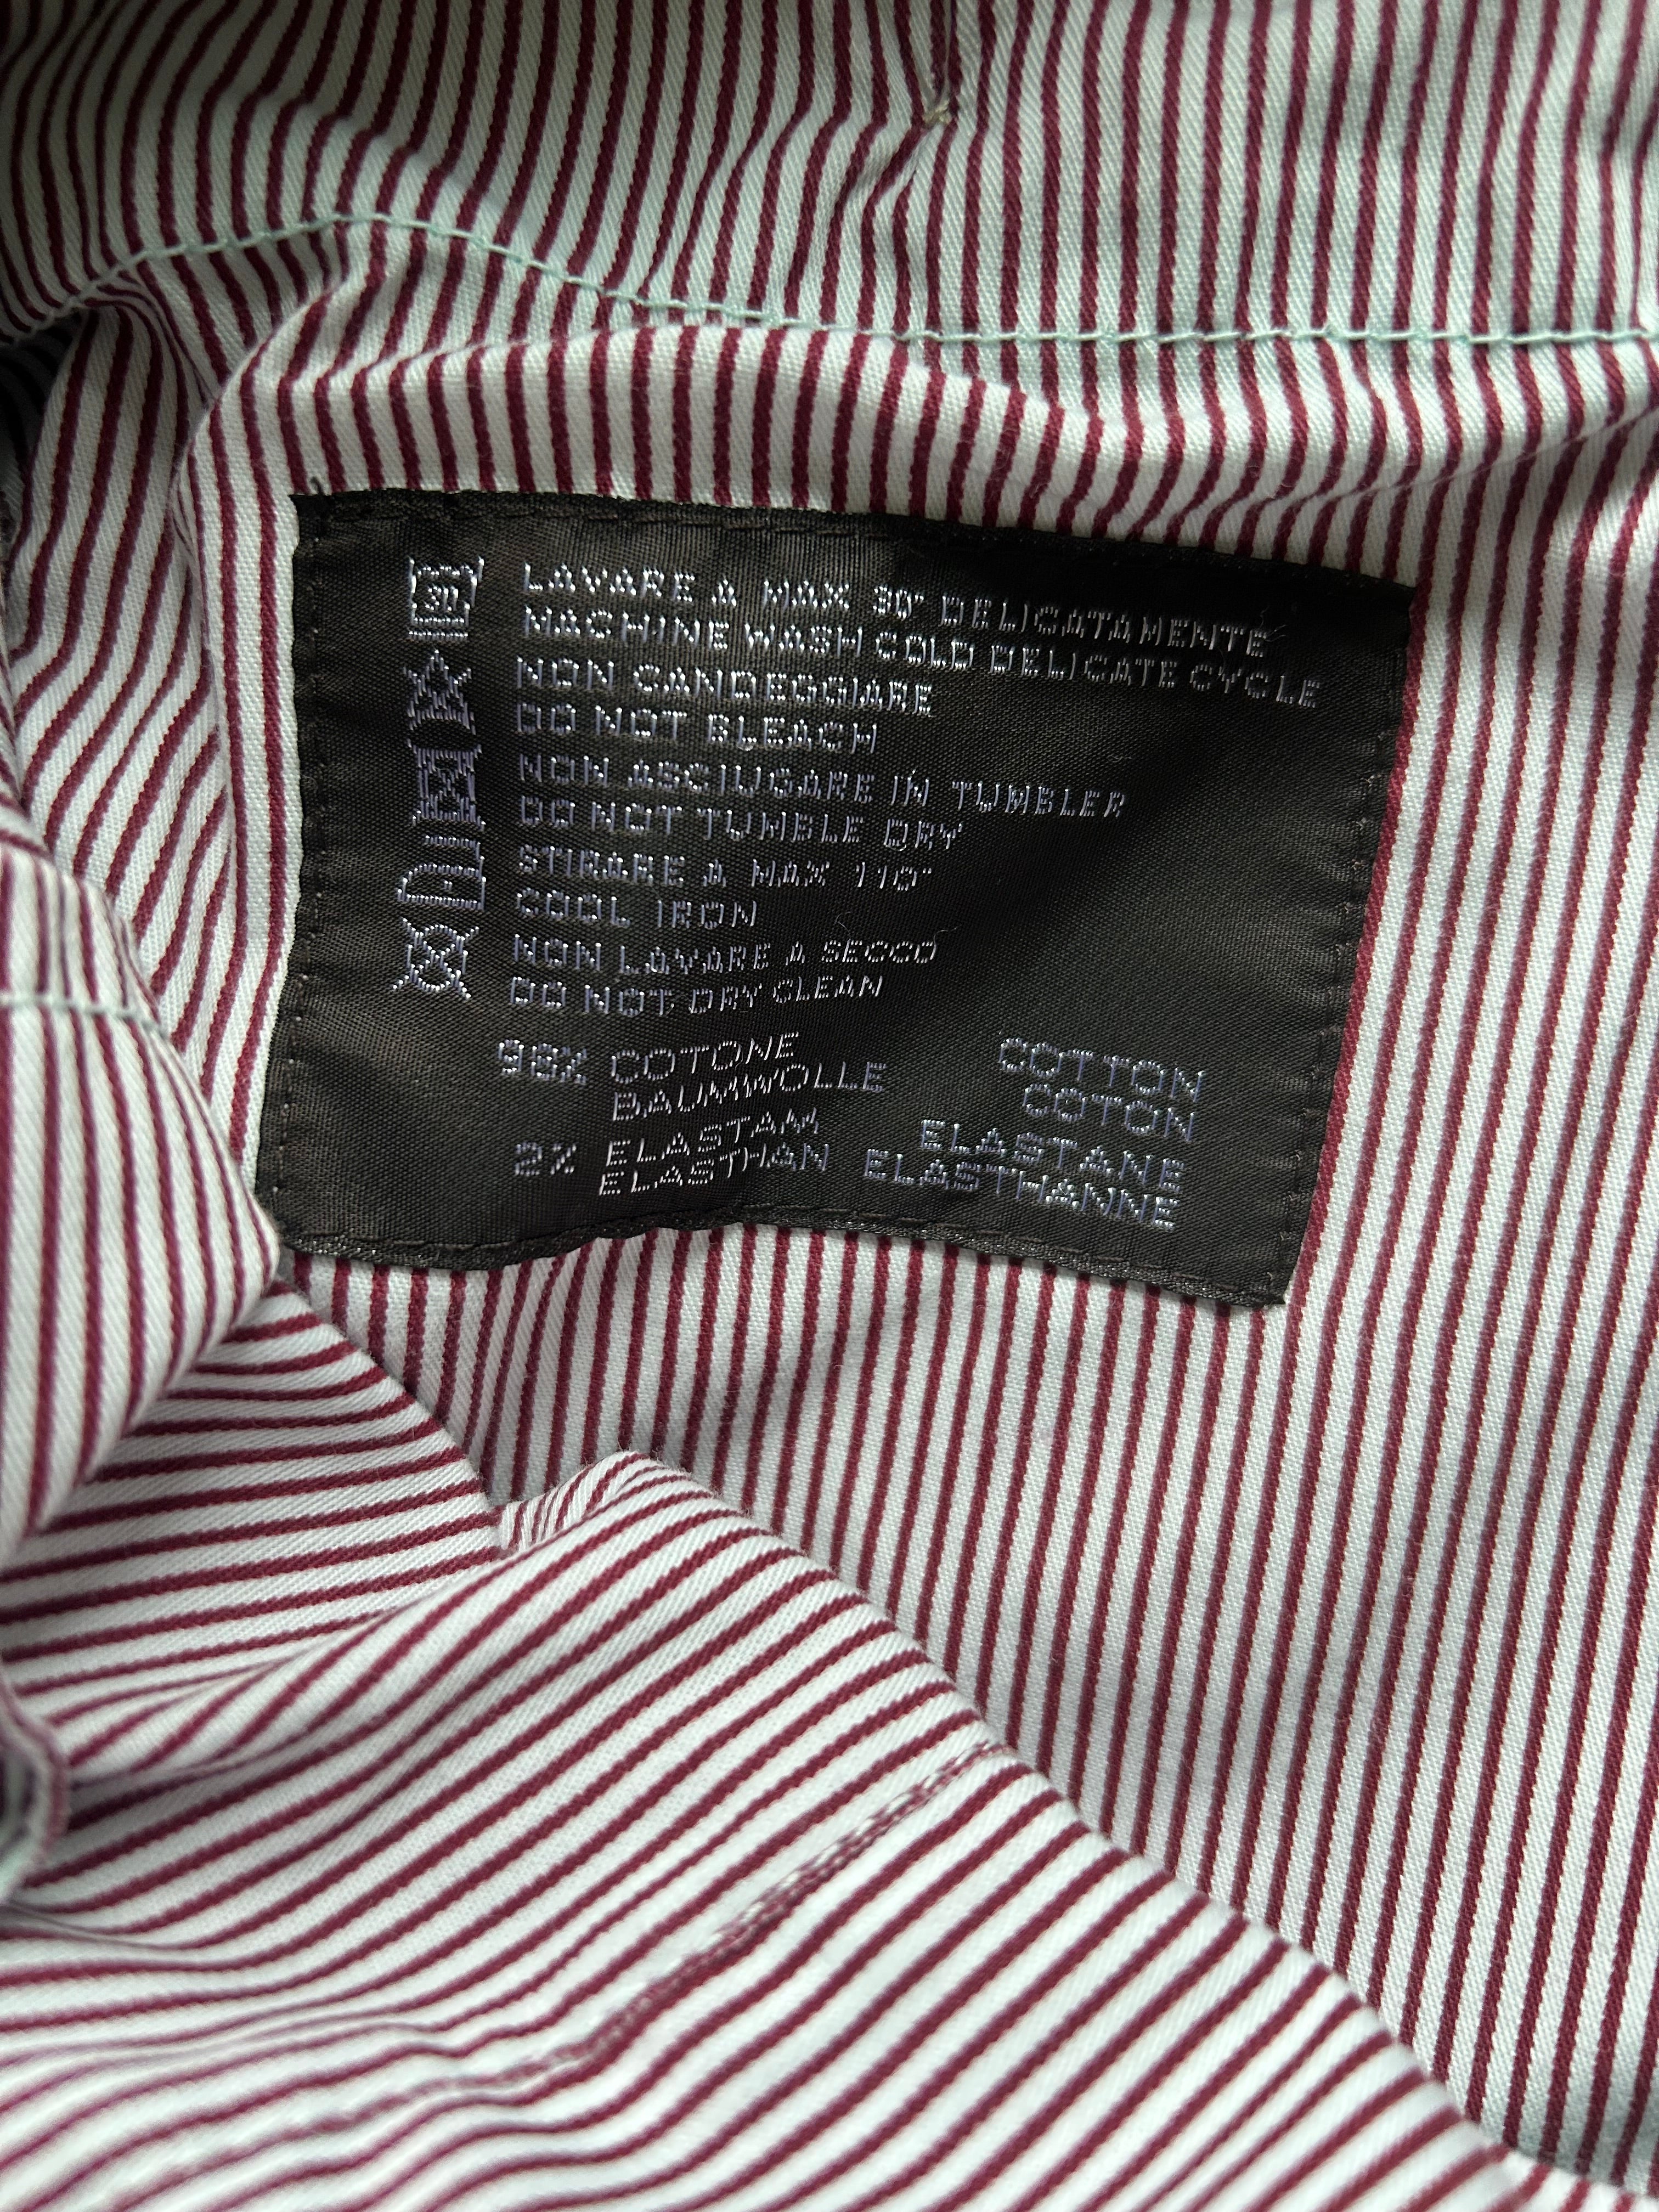 30
LAVARE A MAX 30° DELICATAMENTE
MACHINE WASH COLD DELICATE CYCLE
NON CANDEGGIARE
DO NOT BLEACH
NON ASCIUGARE IN TUMBLER
DO NOT TUMBLE DRY
STIRARE A MAX 110°
COOL IRON
NON LAVARE A SECCO
DO NOT DRY CLEAN
98% COTONE COTTON
BAUMWOLLE COTON
2% ELASTAM ELASTANE
ELASTHAN ELASTHANNE